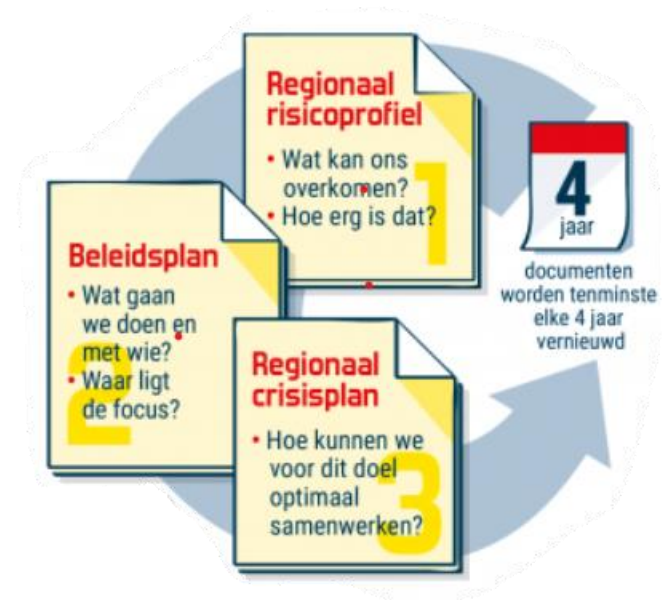 Regionaal
risicoprofiel
• Wat kan ons
overkomen?
• Hoe erg is dat?
1
4
jaar
documenten
worden tenminste
elke 4 jaar
vernieuwd
Beleidsplan
• Wat gaan
we doen en
met wie?
• Waar ligt
de focus?
2
Regionaal
crisisplan
• Hoe kunnen we
voor dit doel
optimaal
samenwerken?
3